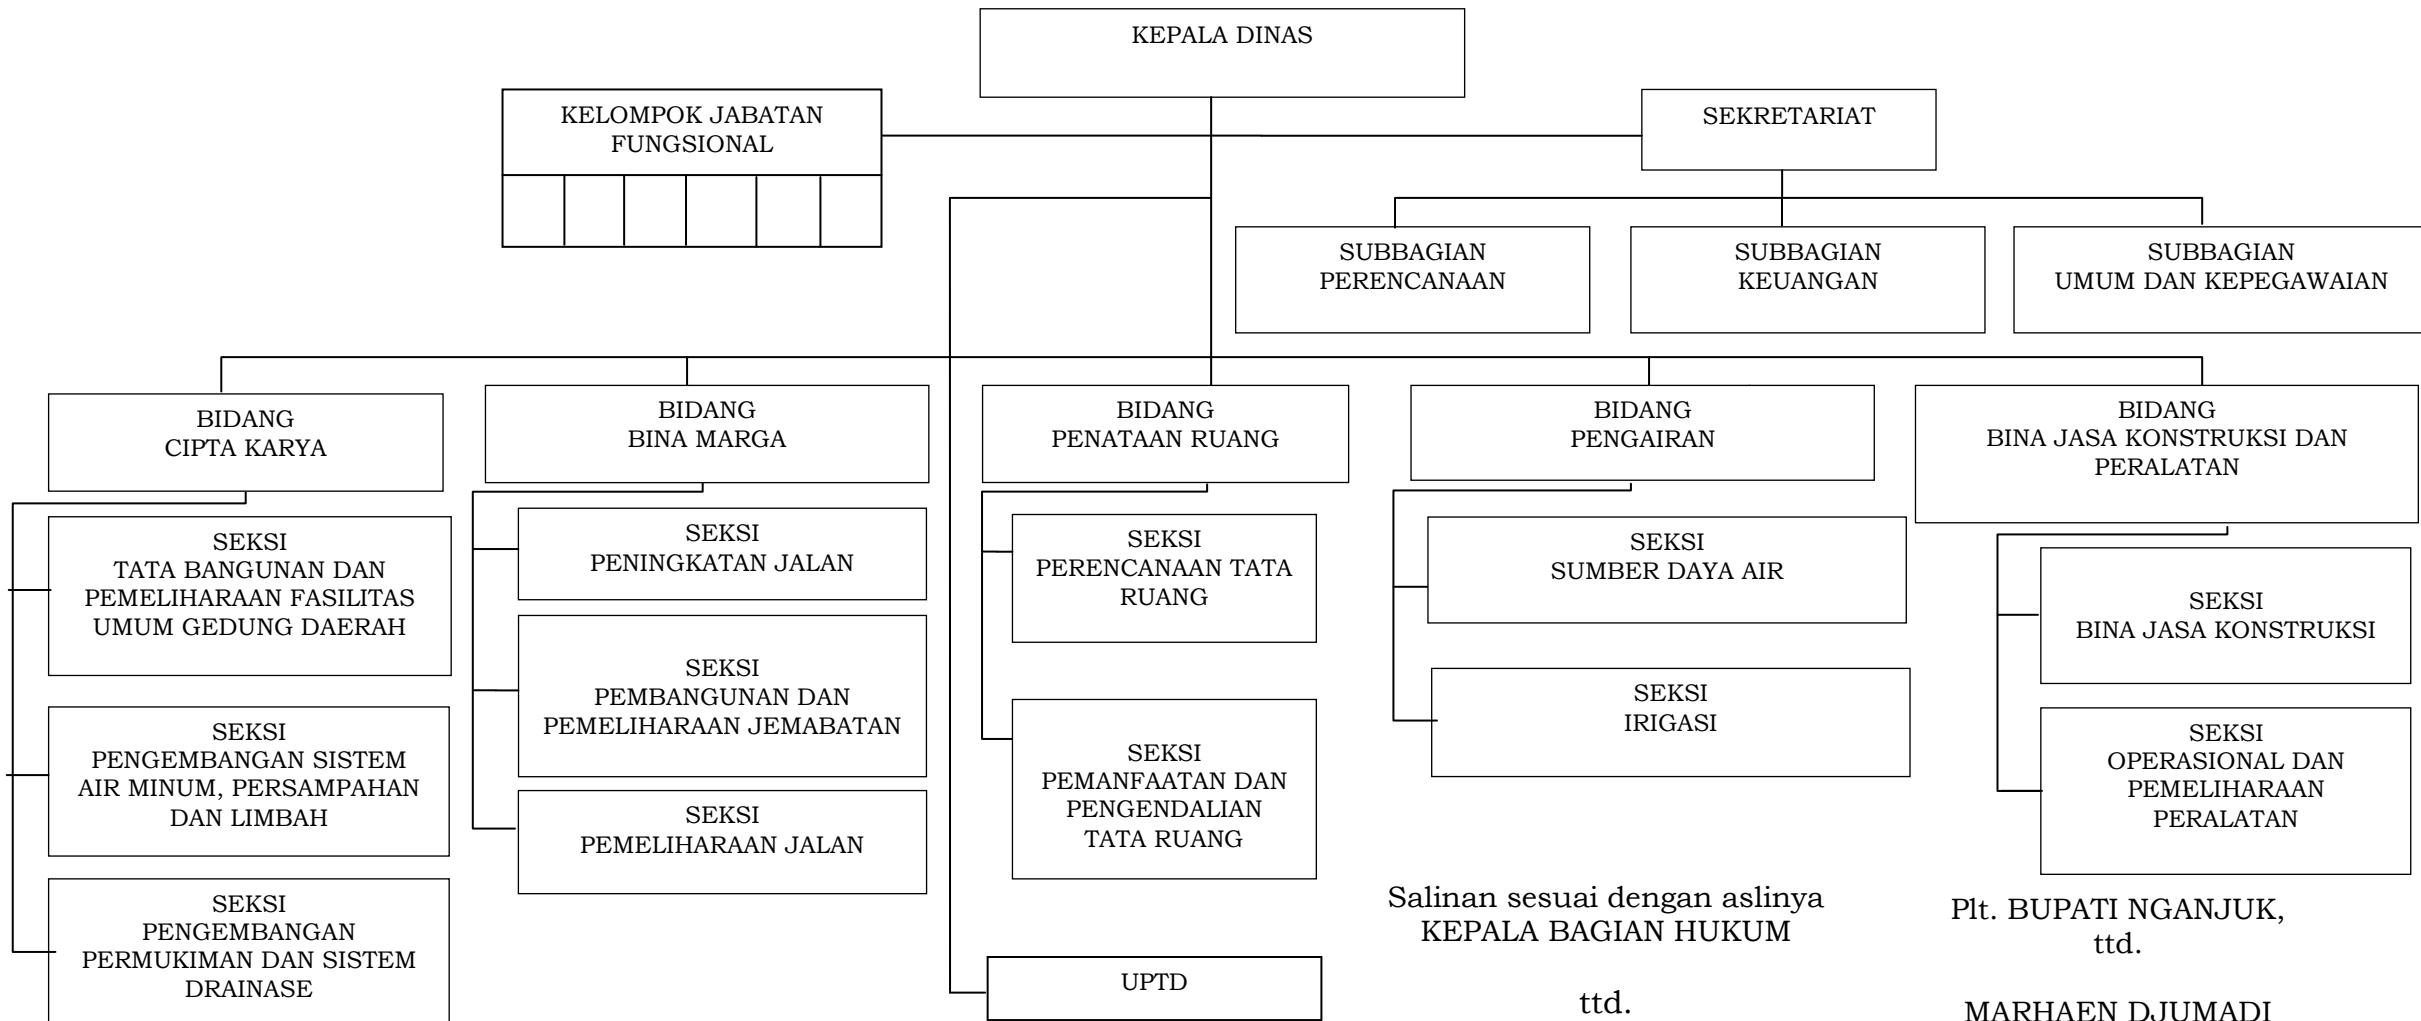 KEPALA DINAS
KELOMPOK JABATAN
FUNGSIONAL
SEKRETARIAT
SUBBAGIAN
PERENCANAAN
SUBBAGIAN
KEUANGAN
SUBBAGIAN
UMUM DAN KEPEGAWAIAN
BIDANG
CIPTA KARYA
BIDANG
BINA MARGA
BIDANG
PENATAAN RUANG
BIDANG
PENGAIRAN
BIDANG
BINA JASA KONSTRUKSI DAN
PERALATAN
SEKSI
TATA BANGUNAN DAN
PEMELIHARAAN FASILITAS
UMUM GEDUNG DAERAH
SEKSI
PENGEMBANGAN SISTEM
AIR MINUM, PERSAMPAHAN
DAN LIMBAH
SEKSI
PENGEMBANGAN
PERMUKIMAN DAN SISTEM
DRAINASE
SEKSI
PENINGKATAN JALAN
SEKSI
PEMBANGUNAN DAN
PEMELIHARAAN JEMABATAN
SEKSI
PEMELIHARAAN JALAN
SEKSI
PERENCANAAN TATA
RUANG
SEKSI
PEMANFAATAN DAN
PENGENDALIAN
TATA RUANG
SEKSI
SUMBER DAYA AIR
SEKSI
IRIGASI
SEKSI
BINA JASA KONSTRUKSI
SEKSI
OPERASIONAL DAN
PEMELIHARAAN
PERALATAN
UPTD
Salinan sesuai dengan aslinya
KEPALA BAGIAN HUKUM
ttd.
Plt. BUPATI NGANJUK,
ttd.
MARHAEN DJUMADI